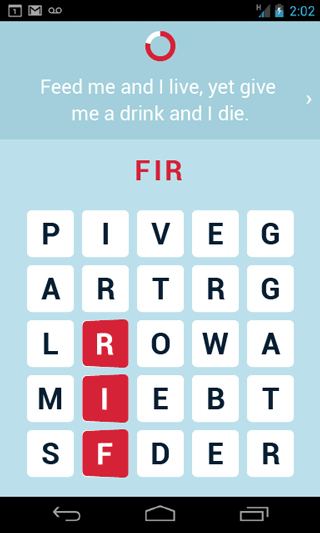 1
H
2:02
Feed me and I live, yet give
me a drink and I die.
FIR
P I V E G
A R T R G
L R O W A
M I E B T
S F D E R